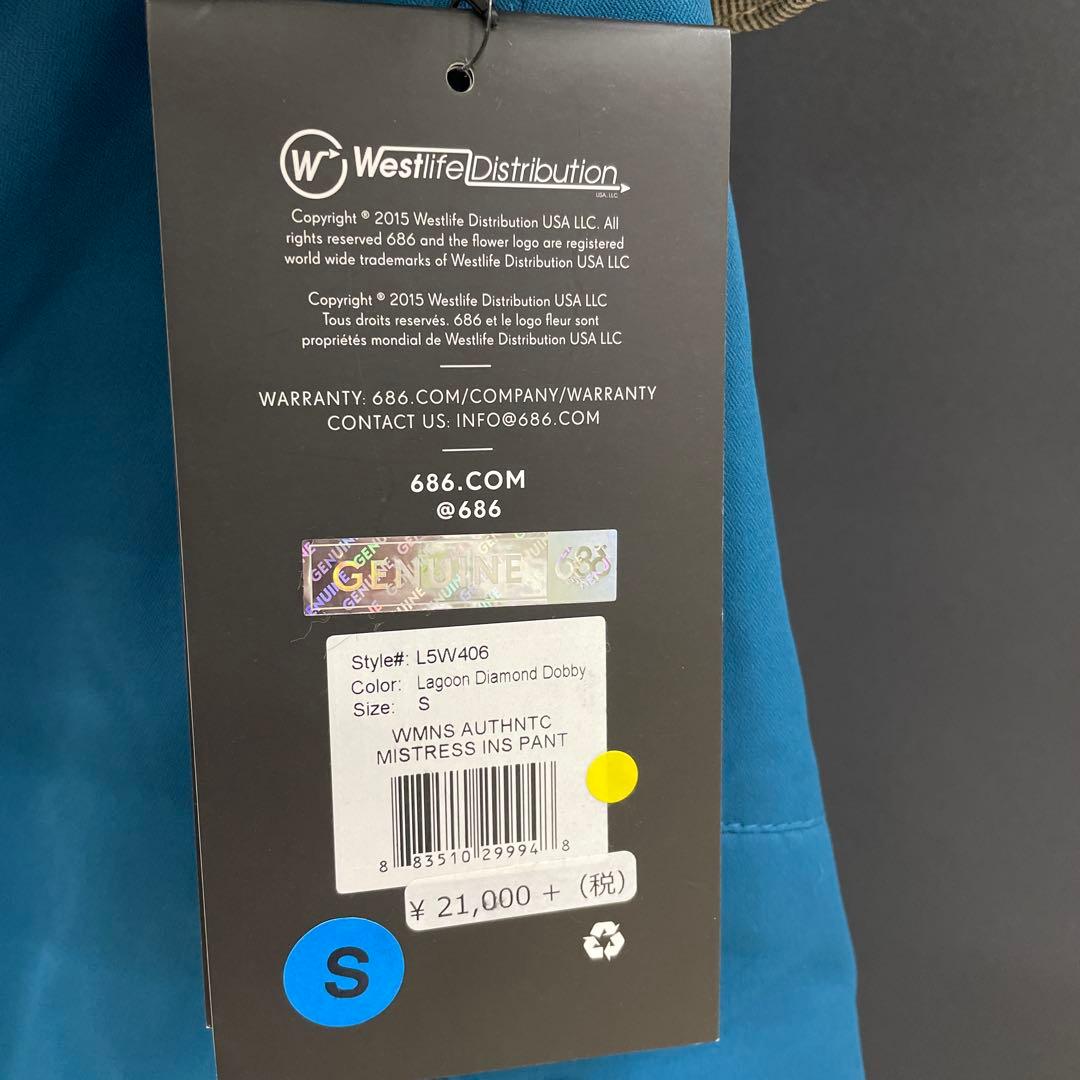 W Westlife Distribution
USA, LLC
Copyright ® 2015 Westlife Distribution USA LLC. All
rights reserved 686 and the flower logo are registered
world wide trademarks of Westlife Distribution USA LLC
Copyright ® 2015 Westlife Distribution USA LLC
Tous droits reservés. 686 et le logo fleur sont
propriétés mondial de Westlife Distribution USA LLC
WARRANTY: 686.COM/COMPANY/WARRANTY
CONTACT US: INFO@686.COM
686.COM
@686
GENUINE 686
Style#: L5W406
Color: Lagoon Diamond Dobby
Size: S
WMNS AUTHNTC
MISTRESS INS PANT
8 83510 29994 8
¥ 21,000 + (税)
S